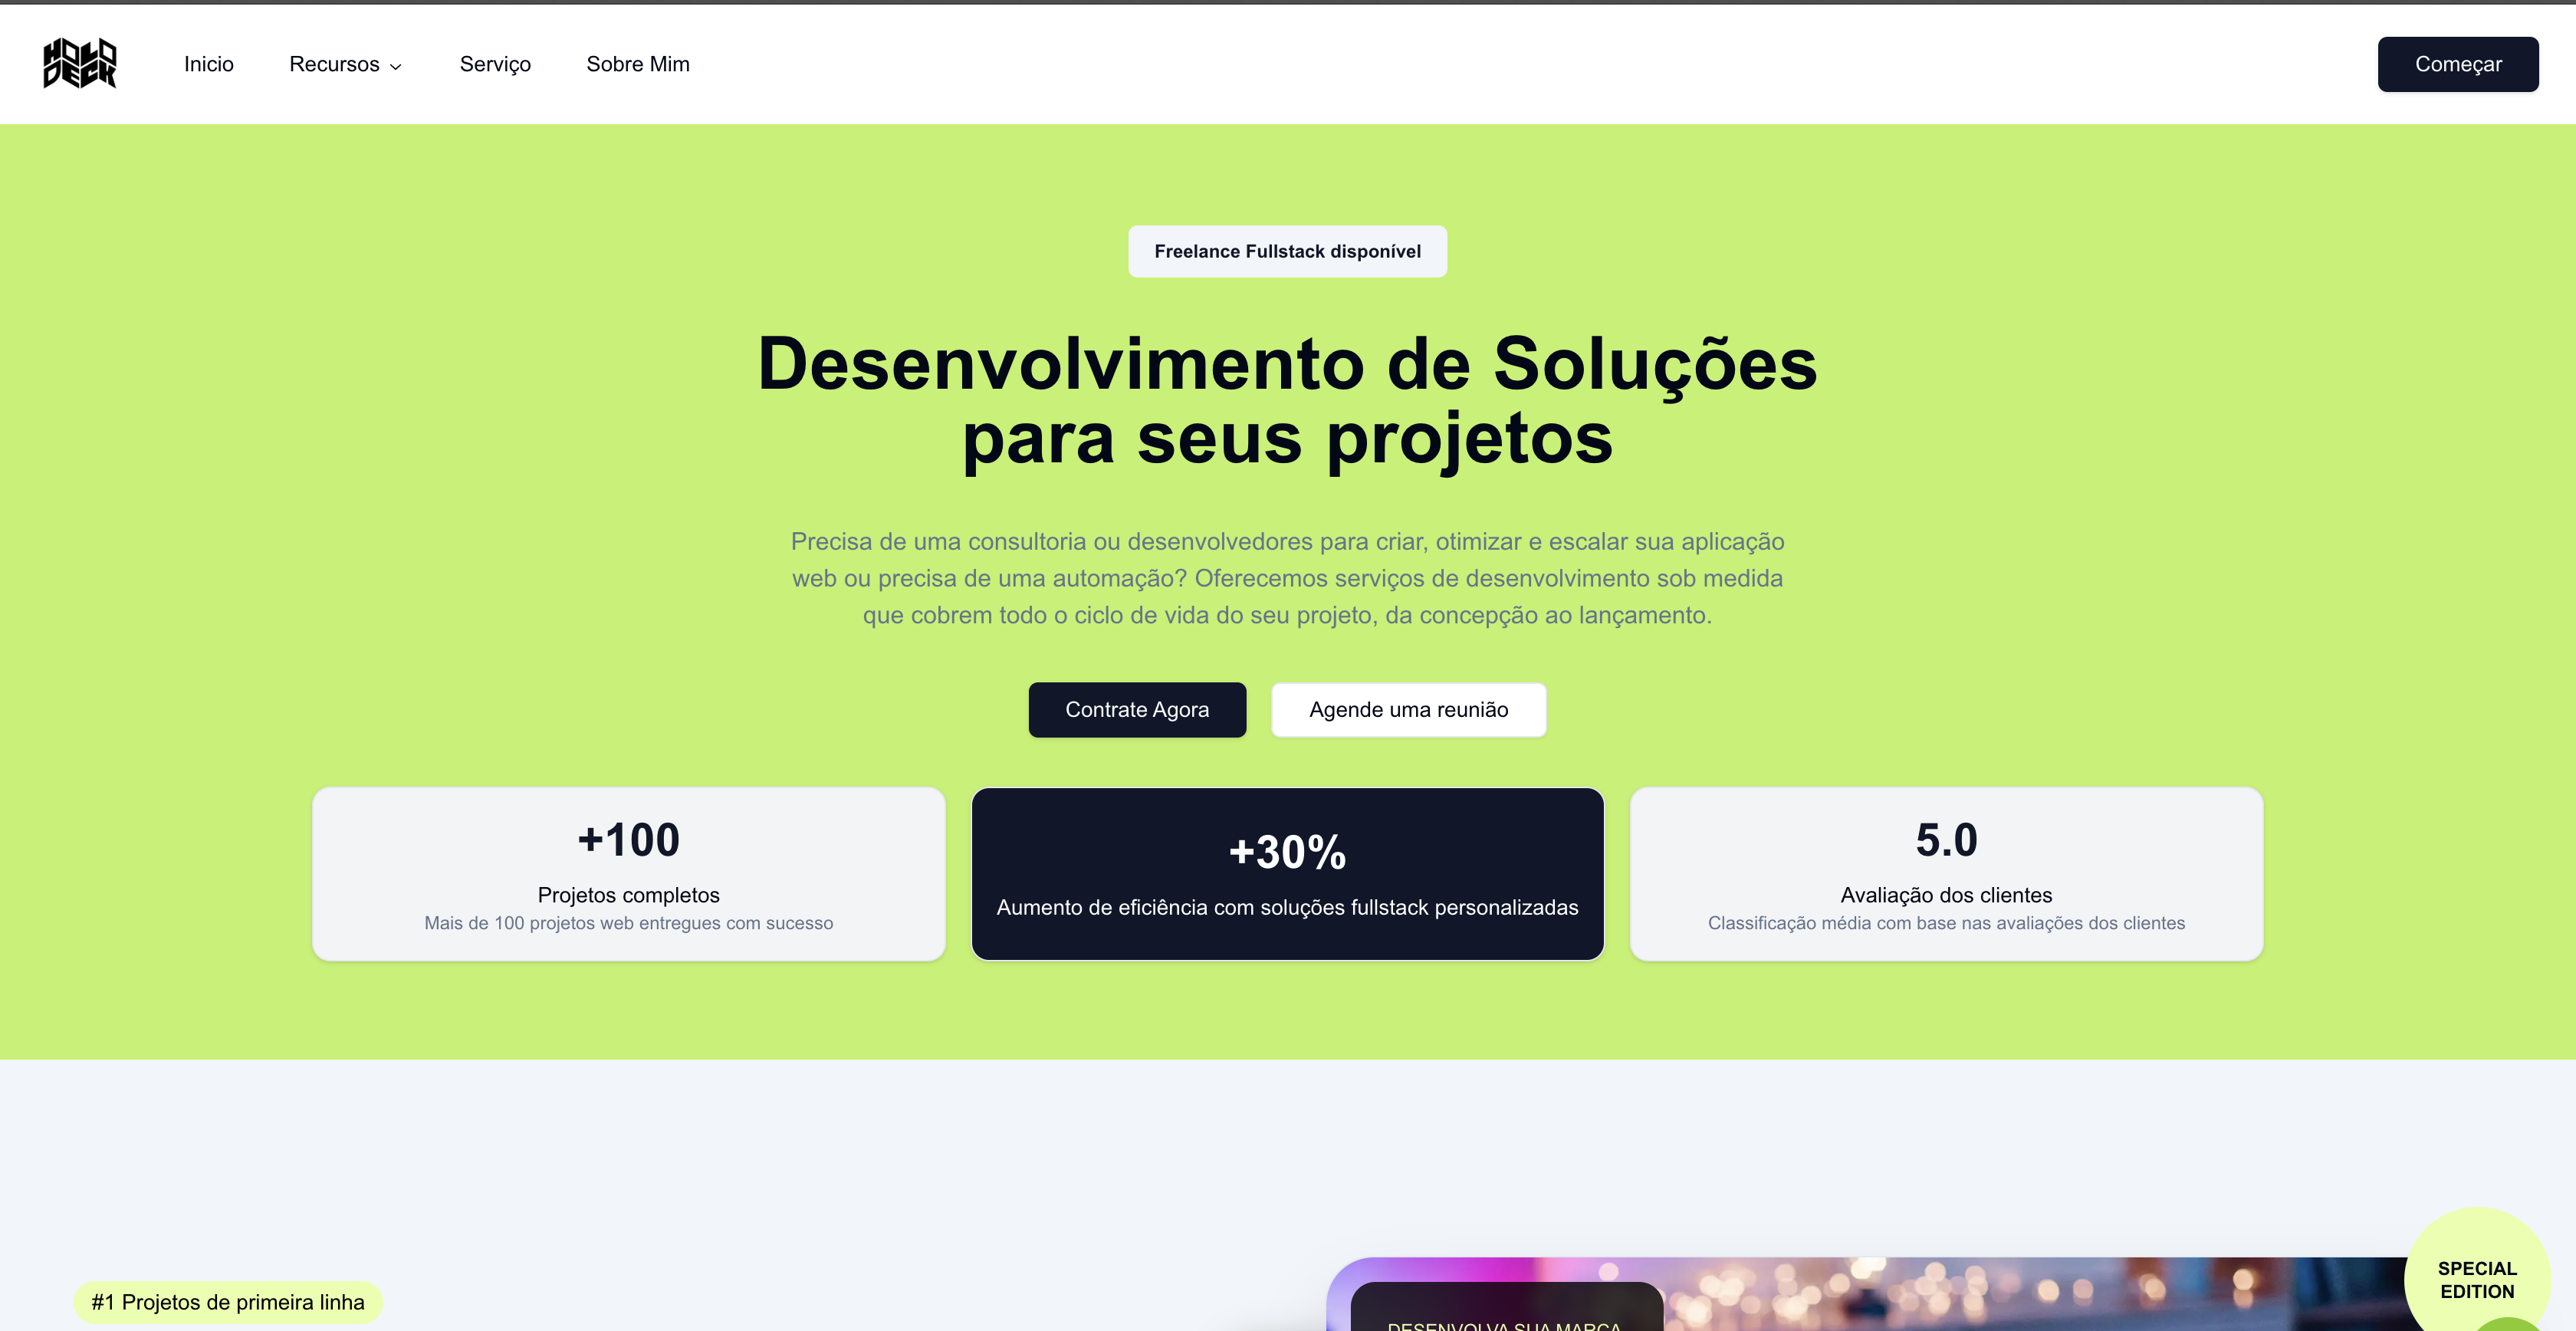 HOLO
DECK
Inicio
Recursos
Serviço
Sobre Mim
Começar
Freelance Fullstack disponível
Desenvolvimento de Soluções
para seus projetos
Precisa de uma consultoria ou desenvolvedores para criar, otimizar e escalar sua aplicação
web ou precisa de uma automação? Oferecemos serviços de desenvolvimento sob medida
que cobrem todo o ciclo de vida do seu projeto, da concepção ao lançamento.
Contrate Agora
Agende uma reunião
+100
Projetos completos
Mais de 100 projetos web entregues com sucesso
+30%
Aumento de eficiência com soluções fullstack personalizadas
5.0
Avaliação dos clientes
Classificação média com base nas avaliações dos clientes
#1 Projetos de primeira linha
DESENVOLVA SUA MARCA
SPECIAL
EDITION